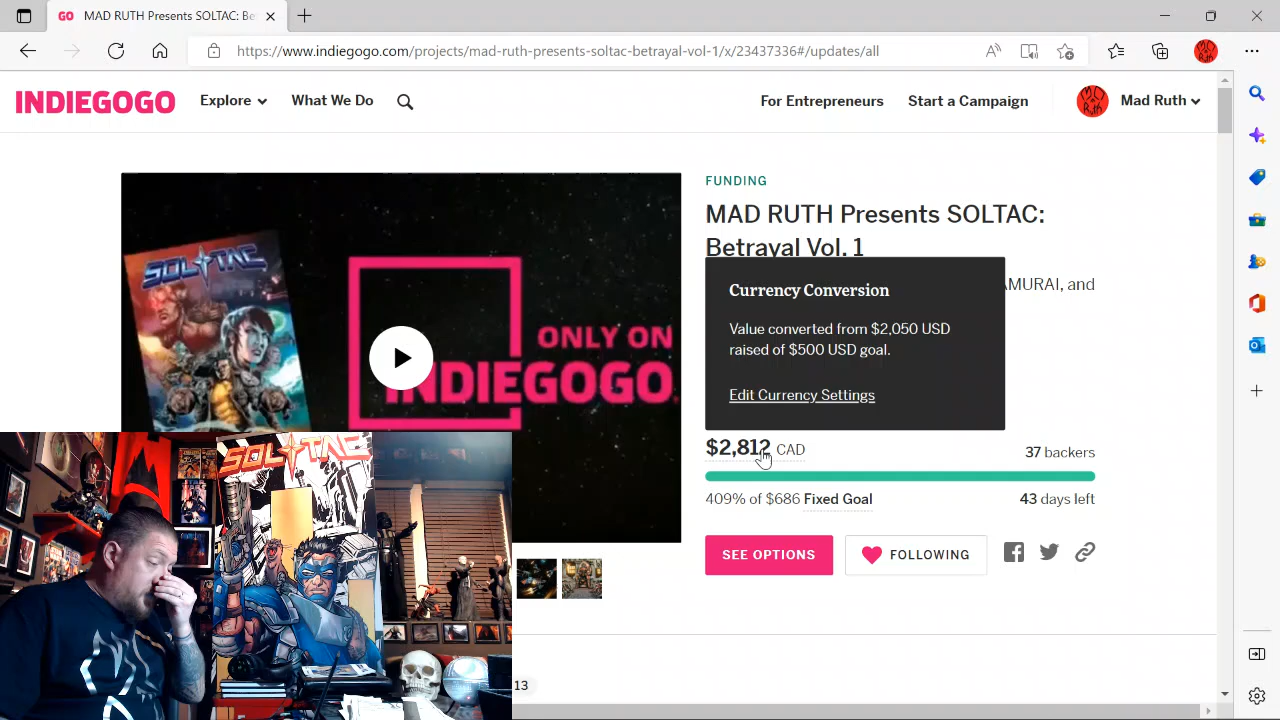 GO MAD RUTH Presents SOLTAC: Be
https://www.indiegogo.com/projects/mad-ruth-presents-soltac-betrayal-vol-1/x/23437336#/updates/all
INDIEGOGO
Explore
What We Do
For Entrepreneurs
Start a Campaign
Mad Ruth
FUNDING
MAD RUTH Presents SOLTAC:
Betrayal Vol. 1
AMURAI, and
Currency Conversion
Value converted from $2,050 USD
raised of $500 USD goal.
Edit Currency Settings
SOLTAC
ONLY ON
INDIEGOGO.
$2,812 CAD
37 backers
409% of $686 Fixed Goal
43 days left
SEE OPTIONS
FOLLOWING
SOLTAC
13